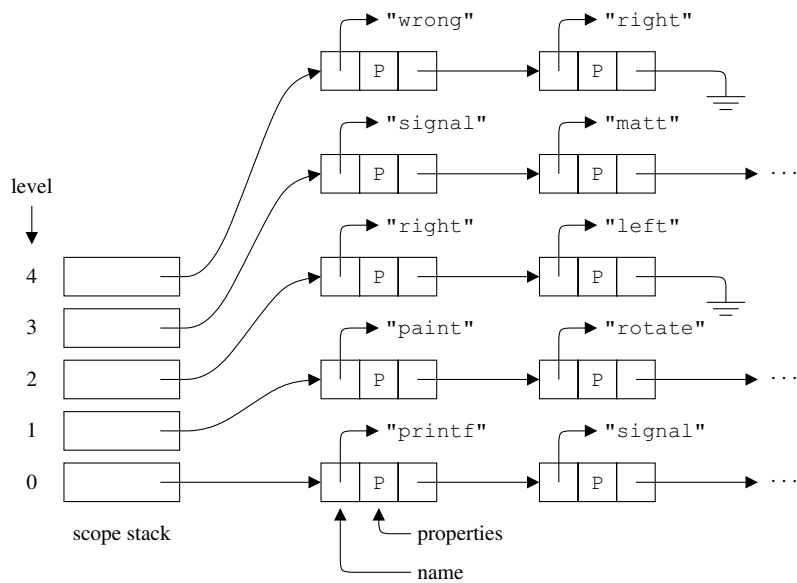 "wrong" "right"
P P
"signal" "matt"
level P P ...
"right" "left"
4 P P
3 "paint" "rotate"
2 P P ...
1 "printf" "signal"
0 P P ...
scope stack properties
name